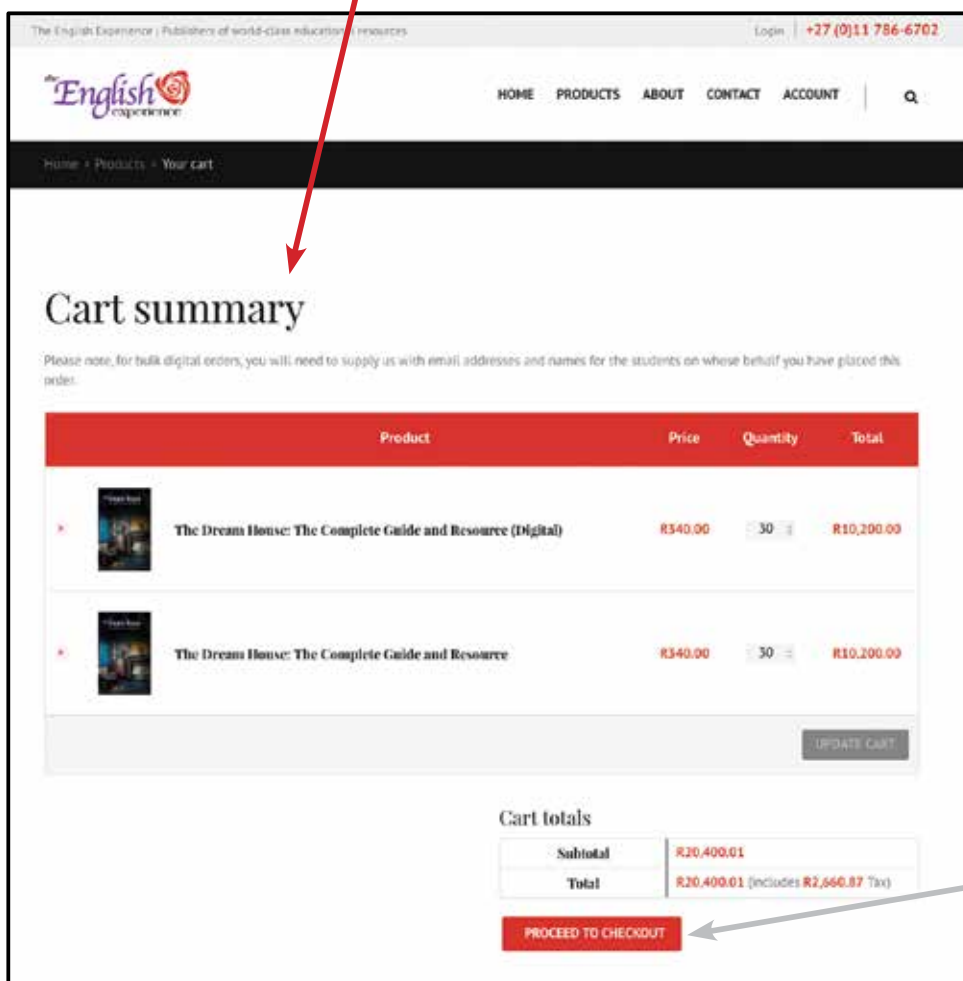 The English Experience | Publishers of world-class educational resources
Login | +27 (0)11 786-6702
the English experience
HOME PRODUCTS ABOUT CONTACT ACCOUNT
Home » Products » Your cart
Cart summary
Please note, for bulk digital orders, you will need to supply us with email addresses and names for the students on whose behalf you have placed this
order.
Product Price Quantity Total
The Dream House: The Complete Guide and Resource (Digital) R340.00 30 R10,200.00
The Dream House: The Complete Guide and Resource R340.00 30 R10,200.00
UPDATE CART
Cart totals
Subtotal R20,400.01
Total R20,400.01 (includes R2,660.87 Tax)
PROCEED TO CHECKOUT